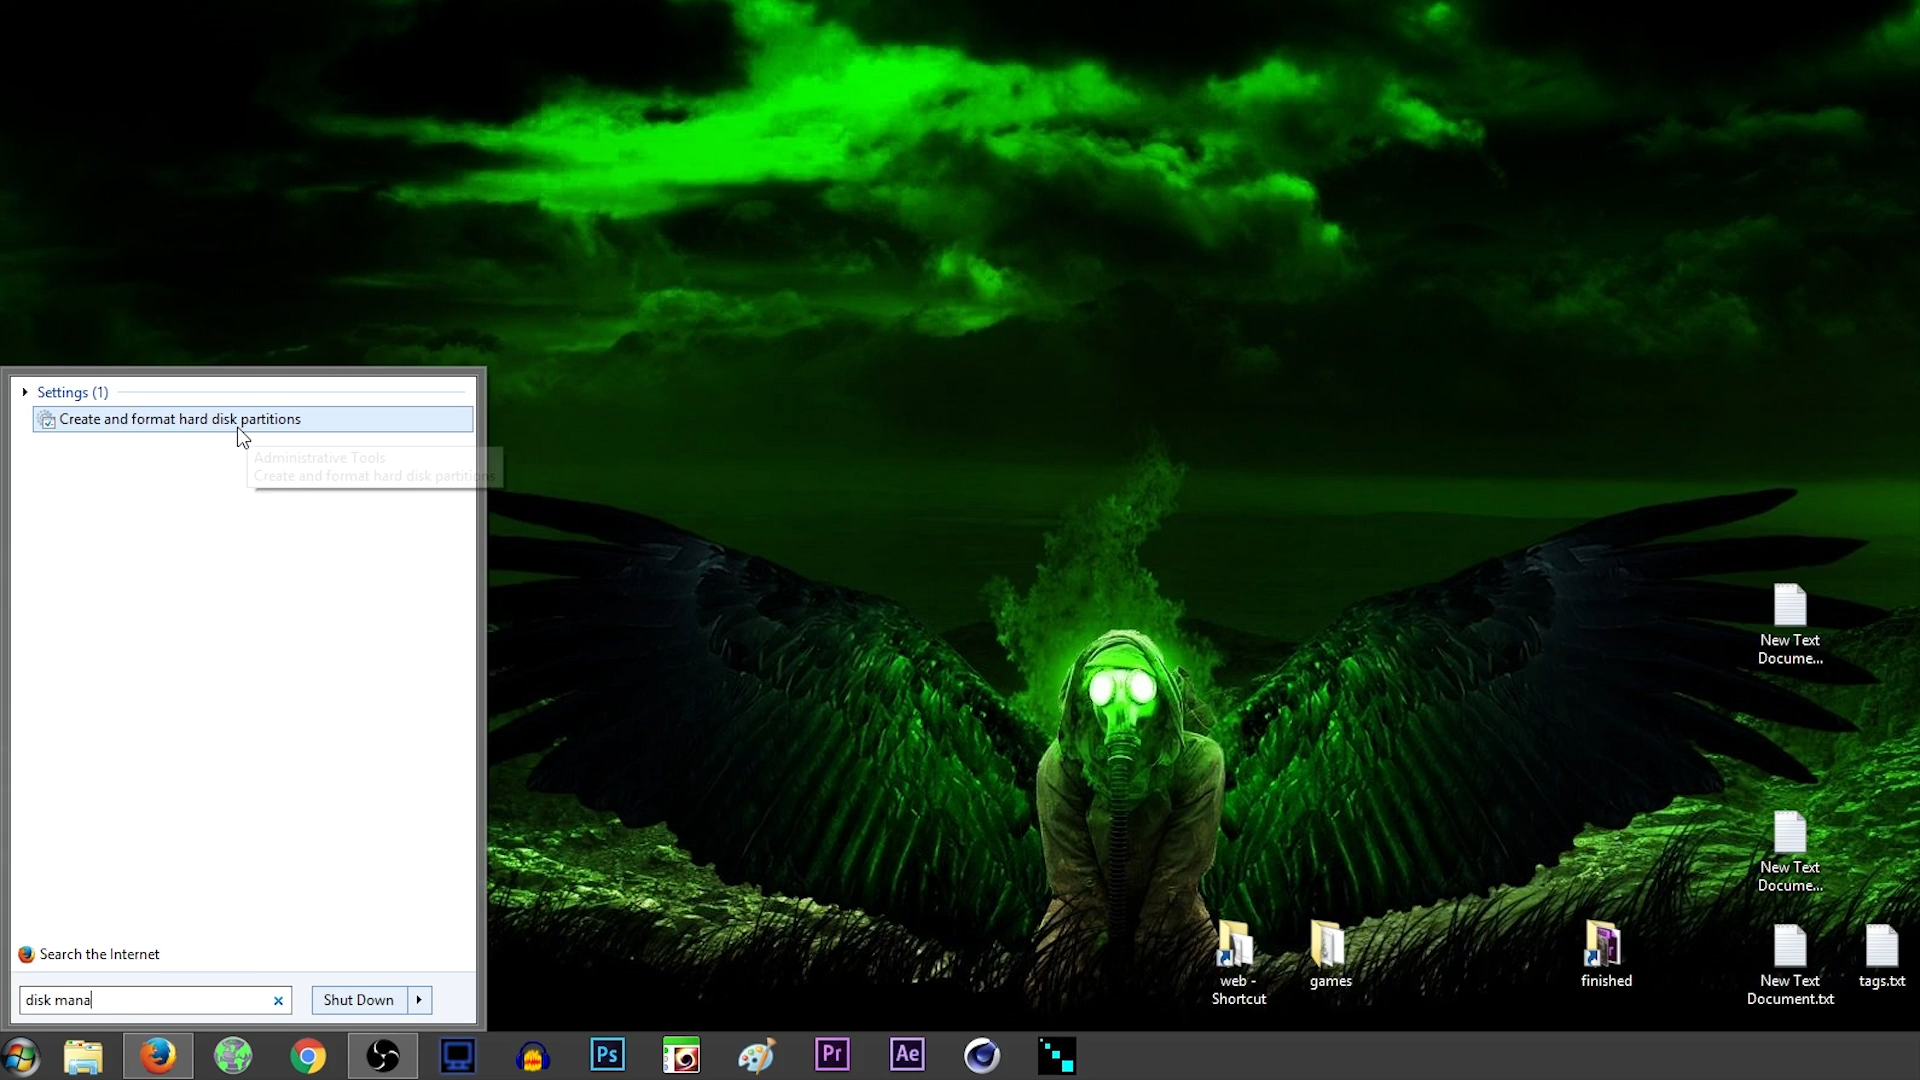 Settings (1)
Create and format hard disk partitions
Administrative Tools
Create and format hard disk partitions
Search the Internet
disk mana
Shut Down
New Text
Docume...
New Text
Docume...
web -
Shortcut
games
finished
New Text
Document.txt
tags.txt
Ps
Pr
Ae